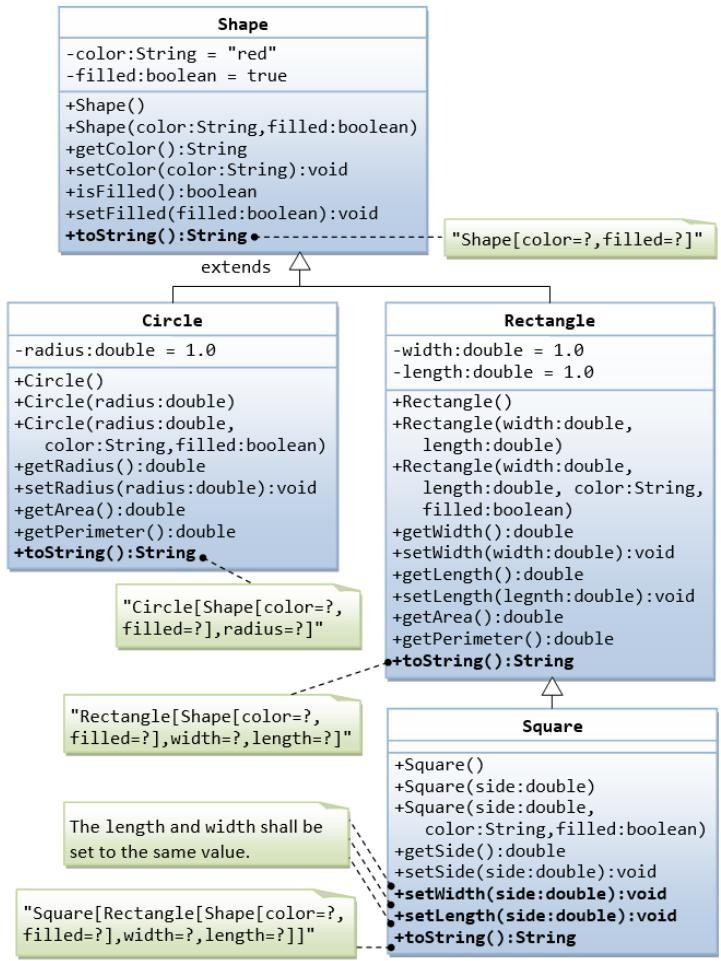 Shape
-color:String = "red"
-filled:boolean = true
+Shape()
+Shape(color:String,filled:boolean)
+getColor():String
+setColor(color:String):void
+isFilled():boolean
+setFilled(filled:boolean):void
+toString():String
"Shape[color=?,filled=?]"
extends
Circle
-radius:double = 1.0
+Circle()
+Circle(radius:double)
+Circle(radius:double,
color:String,filled:boolean)
+getRadius():double
+setRadius(radius:double):void
+getArea():double
+getPerimeter():double
+toString():String
"Circle[Shape[color=?,
filled=?],radius=?]"
Rectangle
-width:double = 1.0
-length:double = 1.0
+Rectangle()
+Rectangle(width:double,
length:double)
+Rectangle(width:double,
length:double, color:String,
filled:boolean)
+getWidth():double
+setWidth(width:double):void
+getLength():double
+setLength(legnth:double):void
+getArea():double
+getPerimeter():double
+toString():String
"Rectangle[Shape[color=?,
filled=?],width=?,length=?]"
Square
+Square()
+Square(side:double)
+Square(side:double,
color:String,filled:boolean)
+getSide():double
+setSide(side:double):void
+setWidth(side:double):void
+setLength(side:double):void
+toString():String
The length and width shall be
set to the same value.
"Square[Rectangle[Shape[color=?,
filled=?],width=?,length=?]]"